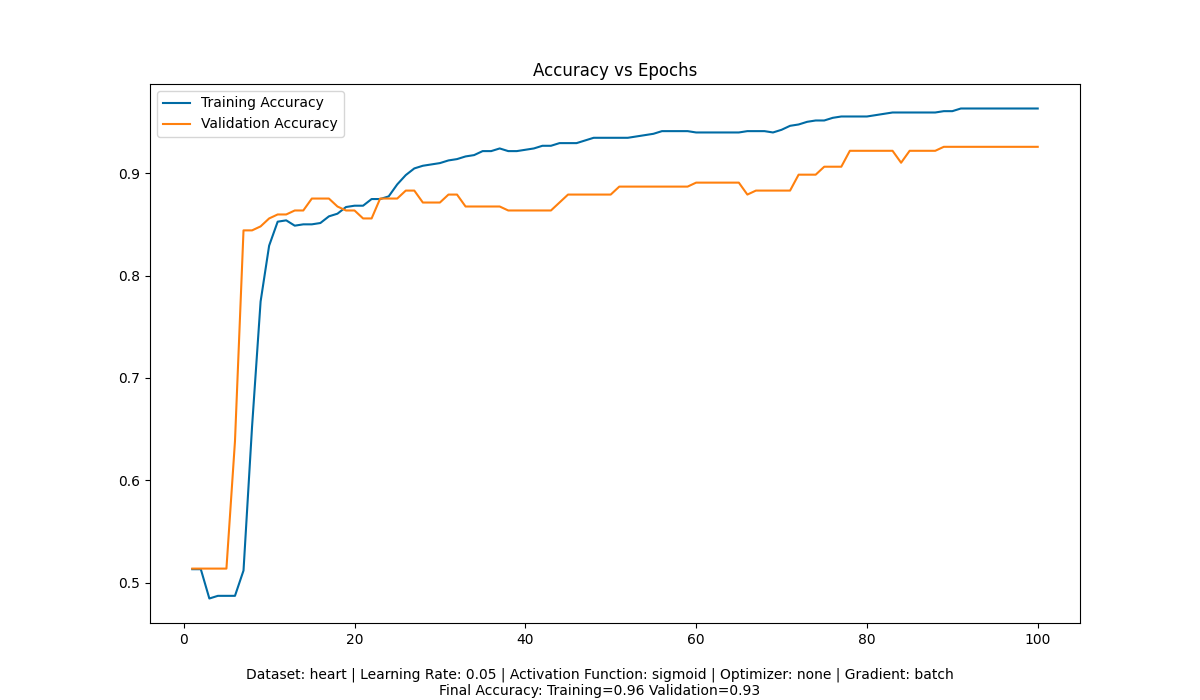 Accuracy vs Epochs
Training Accuracy
Validation Accuracy
0.9
0.8
0.7
0.6
0.5
0 20 40 60 80 100
Dataset: heart | Learning Rate: 0.05 | Activation Function: sigmoid | Optimizer: none | Gradient: batch
Final Accuracy: Training=0.96 Validation=0.93